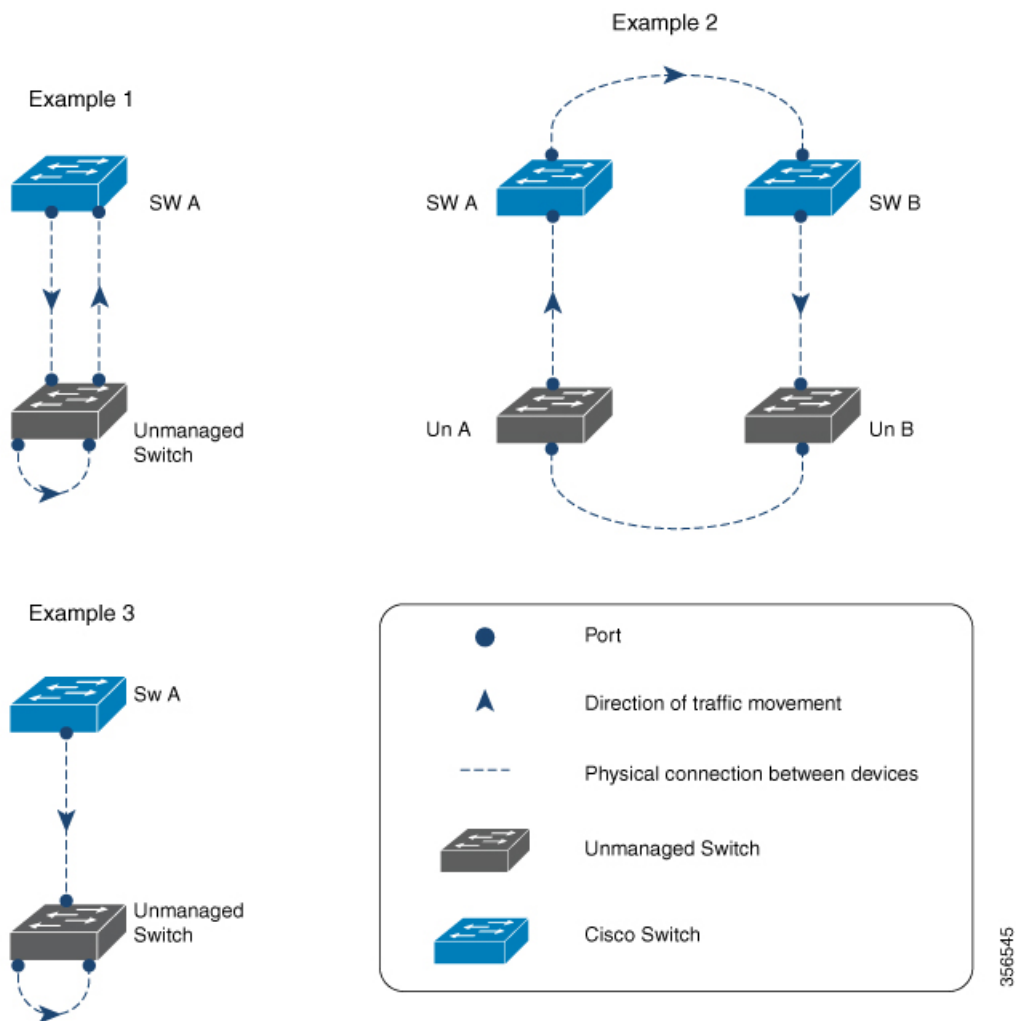 Example 1
SW A
Unmanaged
Switch
Example 2
SW A
SW B
Un A
Un B
Example 3
Sw A
Unmanaged
Switch
Port
Direction of traffic movement
Physical connection between devices
Unmanaged Switch
Cisco Switch
356545